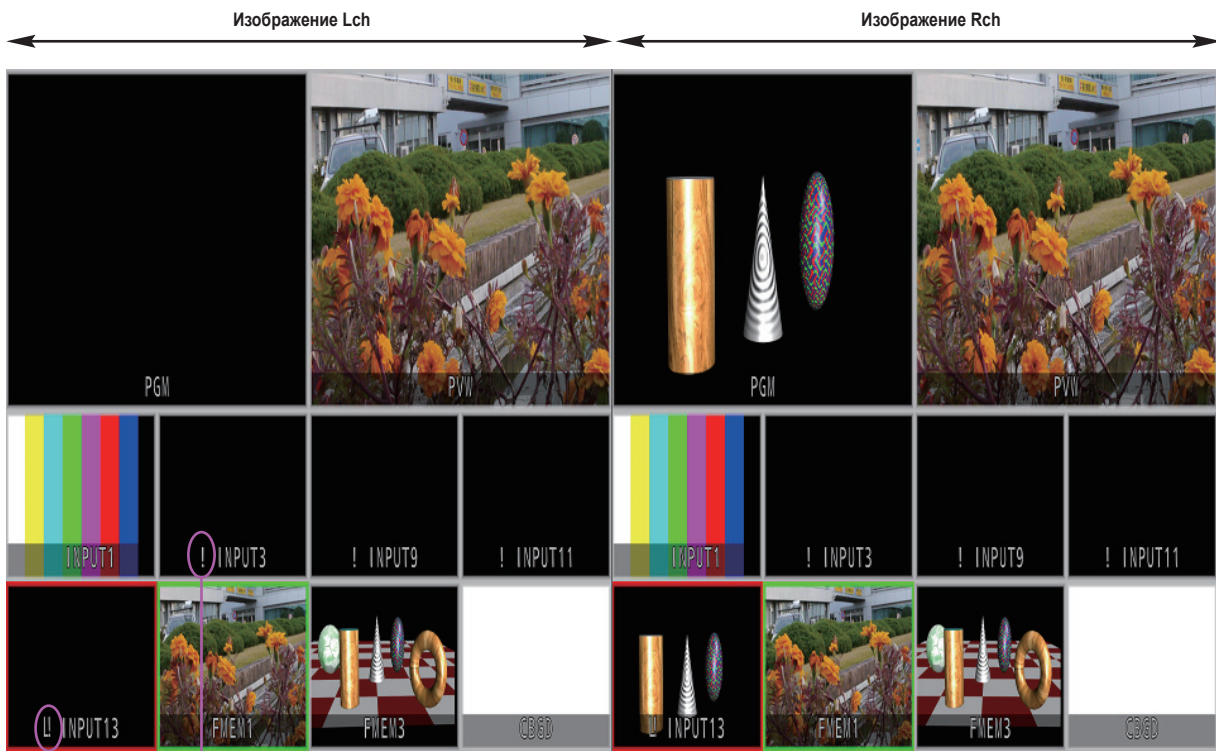 Изображение Lch
Изображение Rch
PGM
PVW
PGM
PVW
INPUT1
! INPUT3
! INPUT9
! INPUT11
INPUT1
! INPUT3
! INPUT9
! INPUT11
L! INPUT13
FMEM1
FMEM3
CBGD
L! INPUT13
FMEM1
FMEM3
CBGD